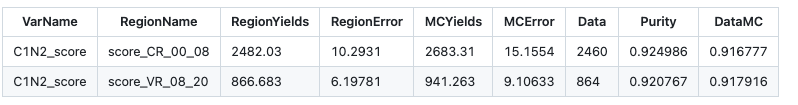 VarName RegionName RegionYields RegionError MCYields MCError Data Purity DataMC
C1N2_score score_CR_00_08 2482.03 10.2931 2683.31 15.1554 2460 0.924986 0.916777
C1N2_score score_VR_08_20 866.683 6.19781 941.263 9.10633 864 0.920767 0.917916